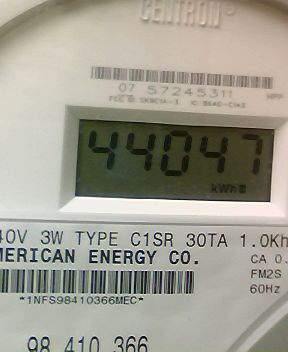 CENTRON
07 57245311
44047
kWh
40V 3W TYPE C1SR 30TA 1.0Kh
MERICAN ENERGY CO.
CA 0.
FM2S
60Hz
*1NFS98410366MEC*
98 410 366